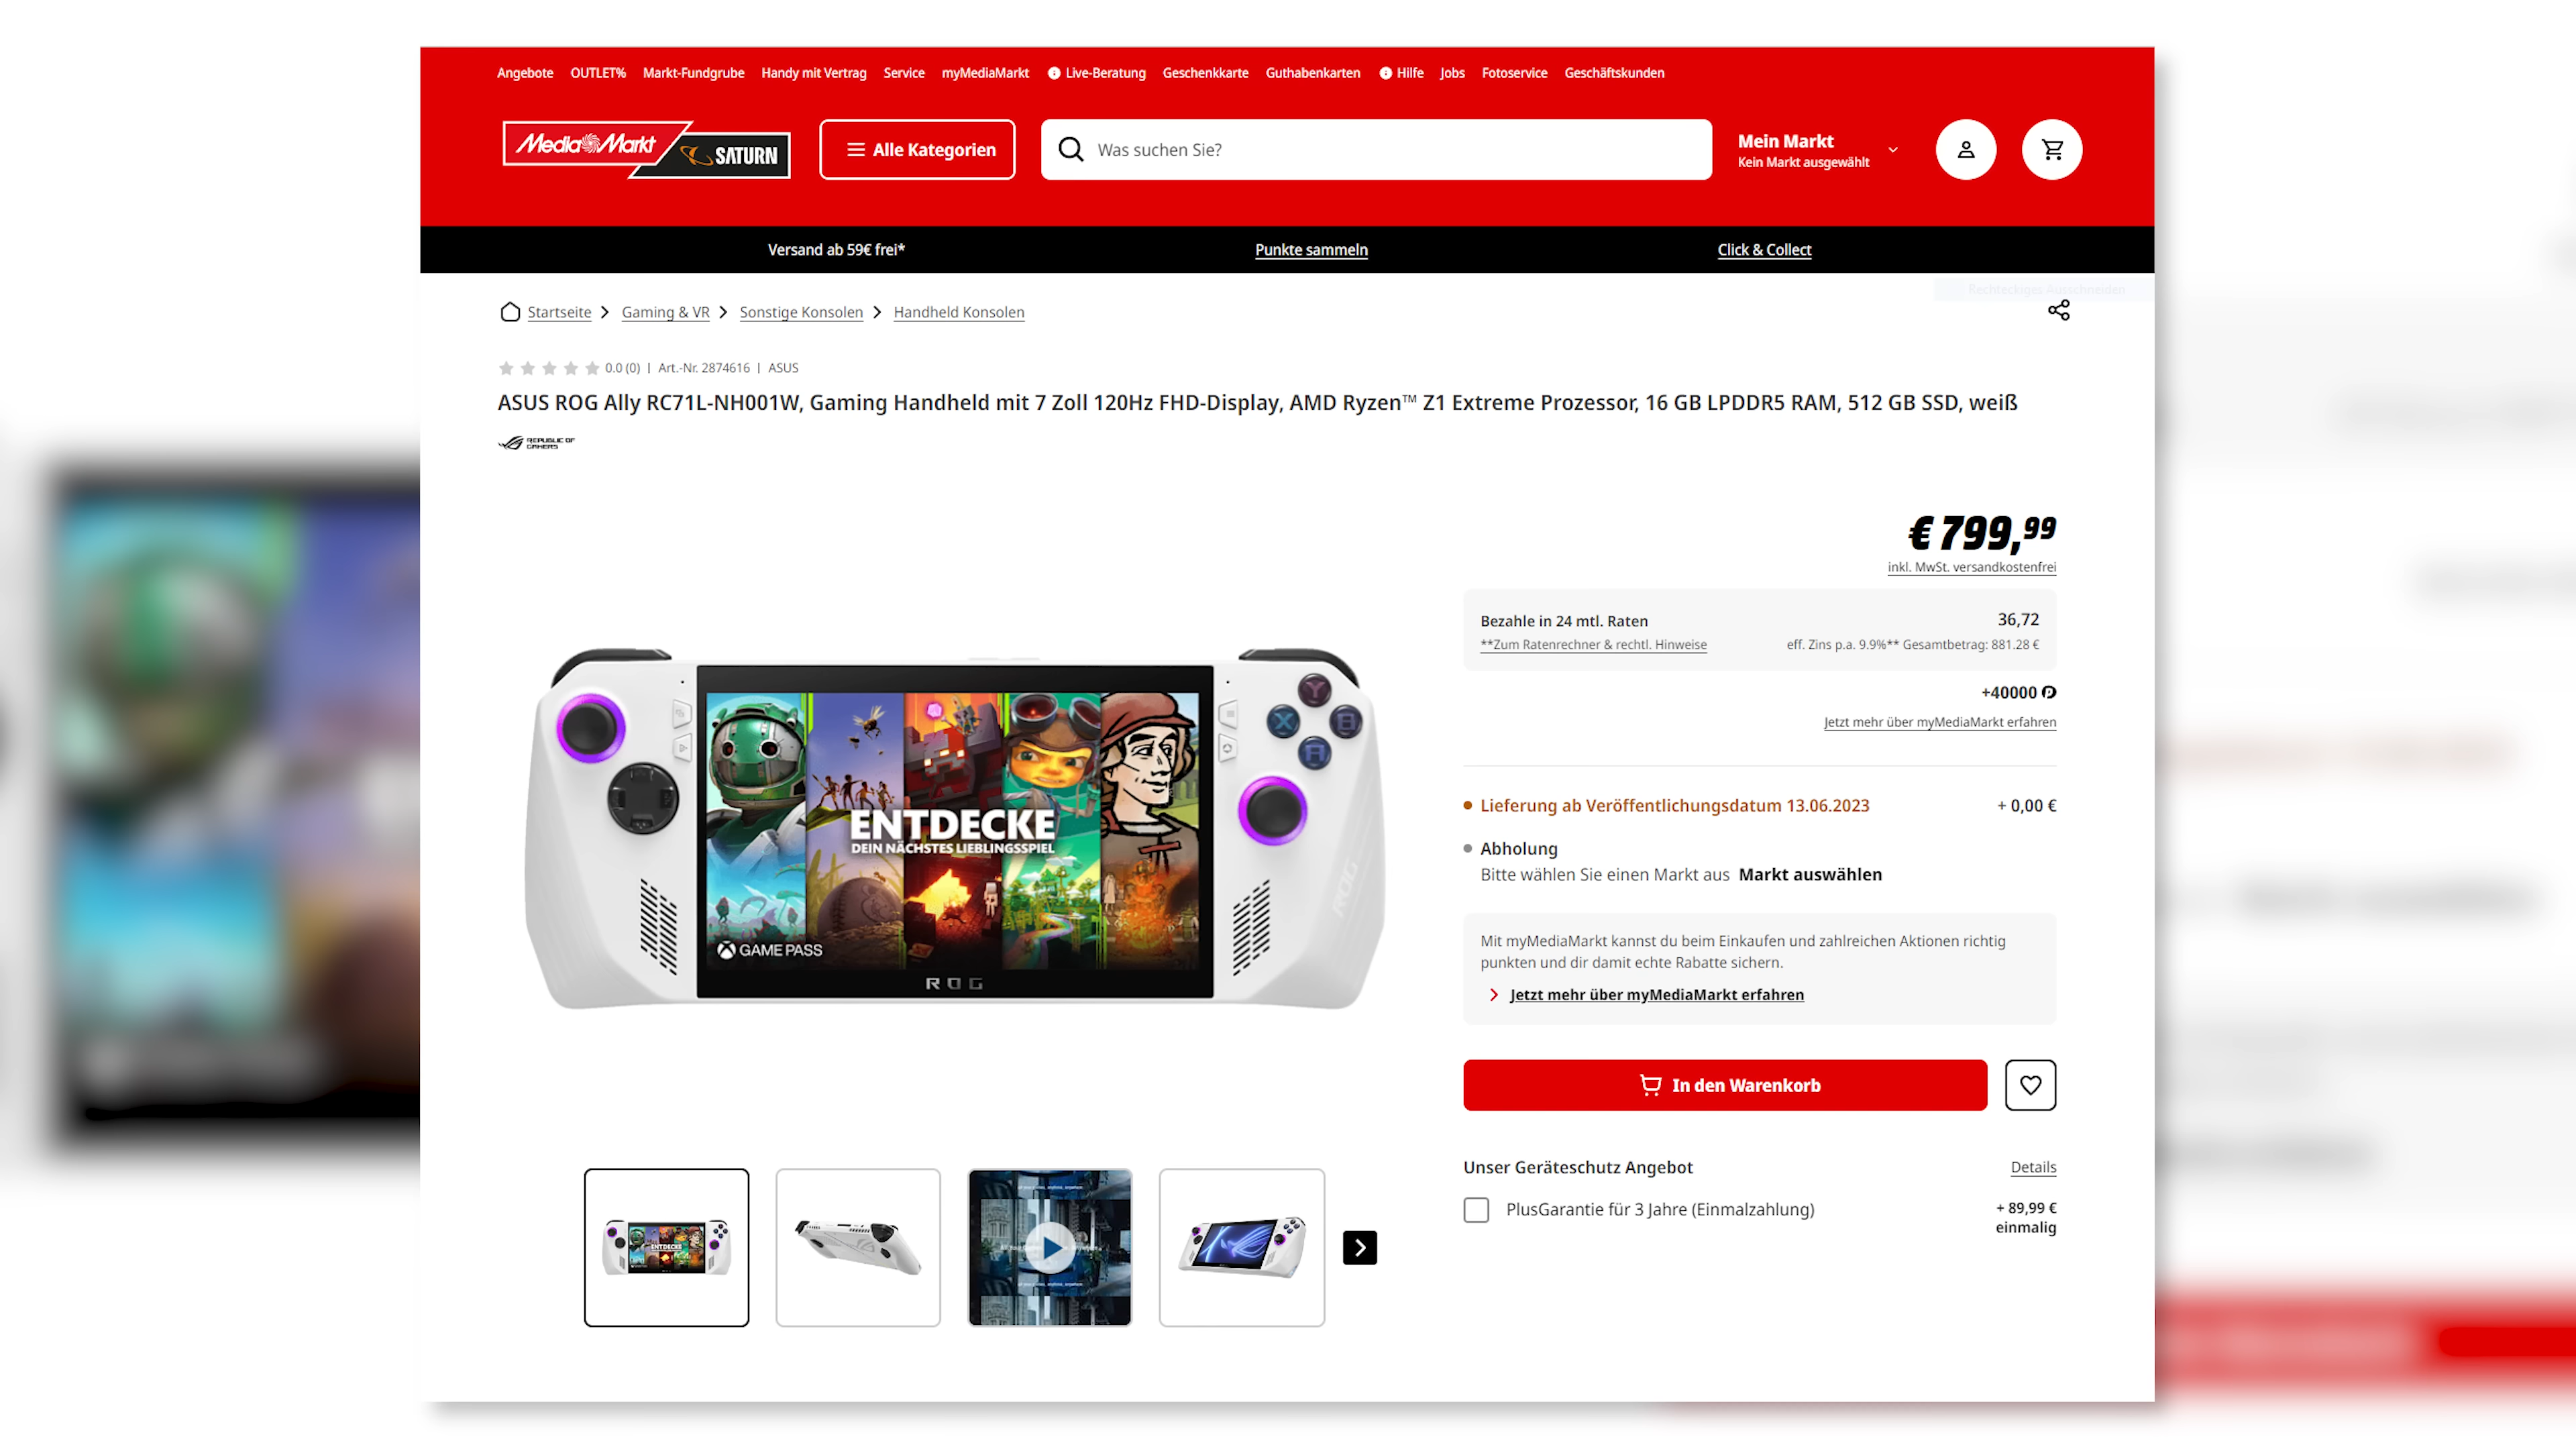 Angebote OUTLET% Markt-Fundgrube Handy mit Vertrag Service myMediaMarkt Live-Beratung Geschenkkarte Guthabenkarten Hilfe Jobs Fotoservice Geschäftskunden
MediaMarkt SATURN
Alle Kategorien
Was suchen Sie?
Mein Markt
Kein Markt ausgewählt
Versand ab 59€ frei* Punkte sammeln Click & Collect
Rechteckiges Ausschneiden
Startseite Gaming & VR Sonstige Konsolen Handheld Konsolen
0.0 (0) | Art.-Nr. 2874616 | ASUS
ASUS ROG Ally RC71L-NH001W, Gaming Handheld mit 7 Zoll 120Hz FHD-Display, AMD Ryzen™ Z1 Extreme Prozessor, 16 GB LPDDR5 RAM, 512 GB SSD, weiß
REPUBLIC OF
GAMERS
€ 799,99
inkl. MwSt. versandkostenfrei
Bezahle in 24 mtl. Raten 36,72
**Zum Ratenrechner & rechtl. Hinweise eff. Zins p.a. 9.9%** Gesamtbetrag: 881.28 €
+40000
Jetzt mehr über myMediaMarkt erfahren
Y
X B
A
ENTDECKE
DEIN NÄCHSTES LIEBLINGSSPIEL
GAME PASS
ROG
ROG
Lieferung ab Veröffentlichungsdatum 13.06.2023 + 0,00 €
Abholung
Bitte wählen Sie einen Markt aus Markt auswählen
Mit myMediaMarkt kannst du beim Einkaufen und zahlreichen Aktionen richtig
punkten und dir damit echte Rabatte sichern.
Jetzt mehr über myMediaMarkt erfahren
In den Warenkorb
Unser Geräteschutz Angebot Details
PlusGarantie für 3 Jahre (Einmalzahlung) + 89,99 €
einmalig
ENTDECKE